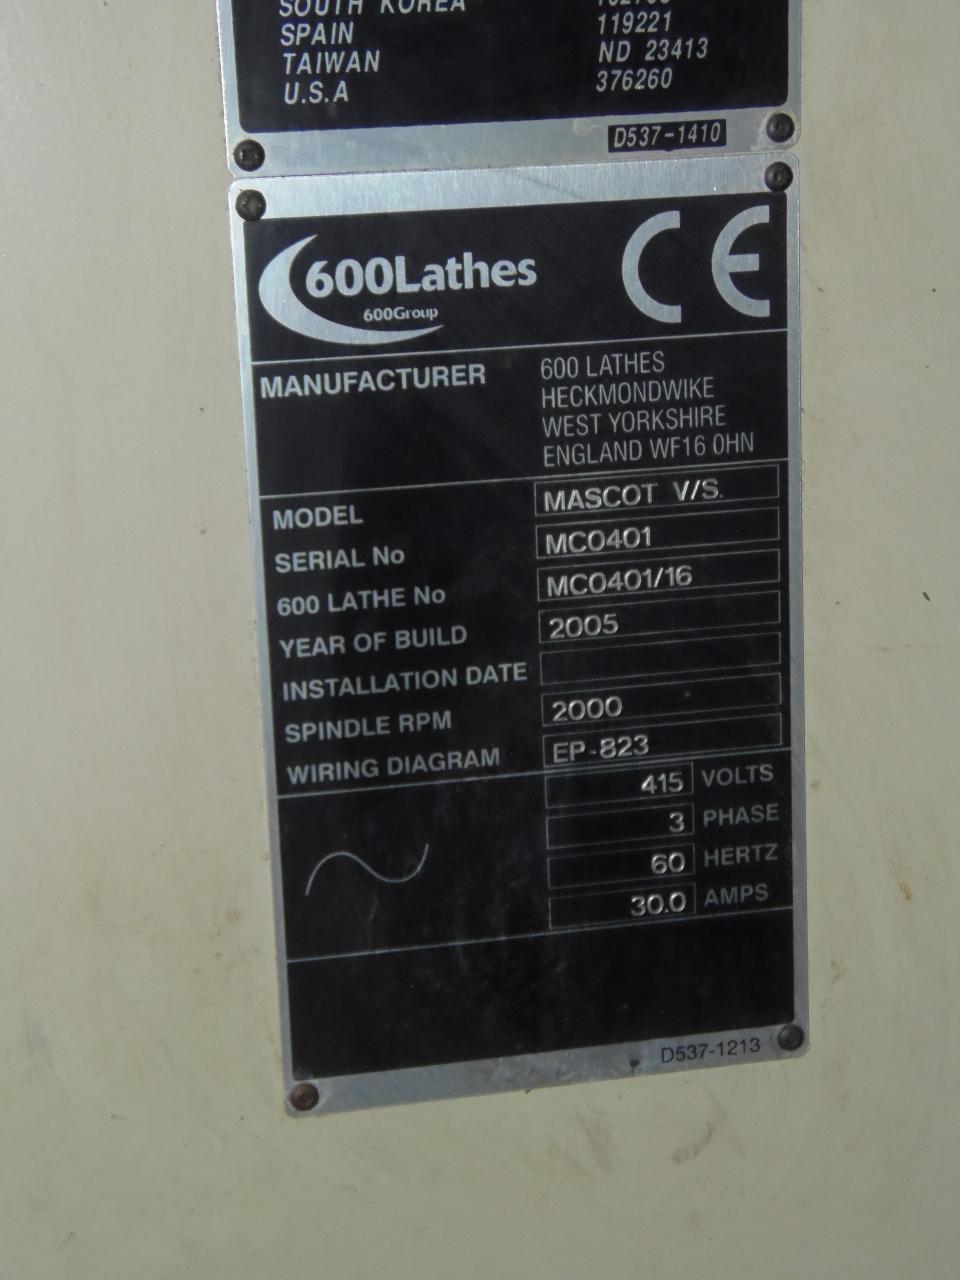 SOUTH KOREA
SPAIN 119221
TAIWAN ND 23413
U.S.A 376260
D537-1410
600Lathes
600Group
CE
MANUFACTURER 600 LATHES
HECKMONDWIKE
WEST YORKSHIRE
ENGLAND WF16 0HN
MODEL MASCOT V/S.
SERIAL No MC0401
600 LATHE No MC0401/16
YEAR OF BUILD 2005
INSTALLATION DATE
SPINDLE RPM 2000
WIRING DIAGRAM EP-823
415 VOLTS
3 PHASE
60 HERTZ
30.0 AMPS
D537-1213